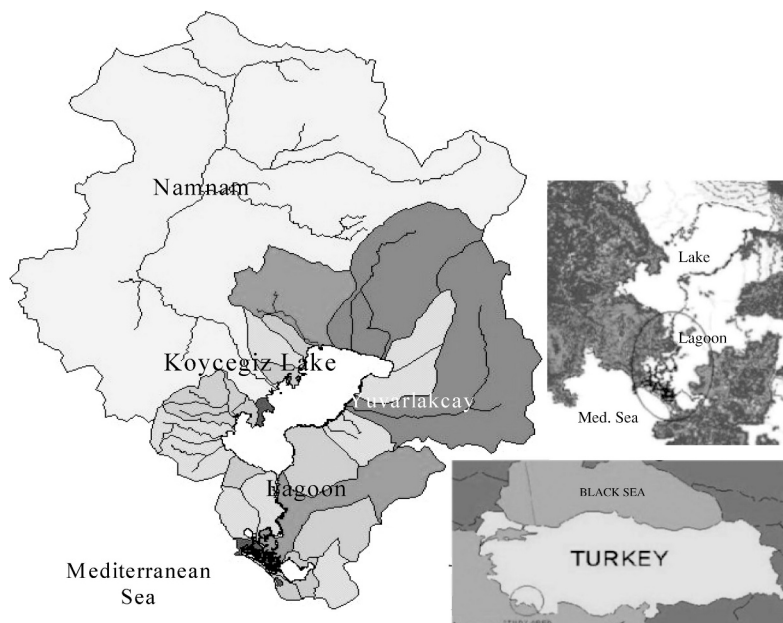 Namnam
Koycegiz Lake
Yuvarlakcay
Lagoon
Mediterranean
Sea
Lake
Lagoon
Med. Sea
BLACK SEA
TURKEY